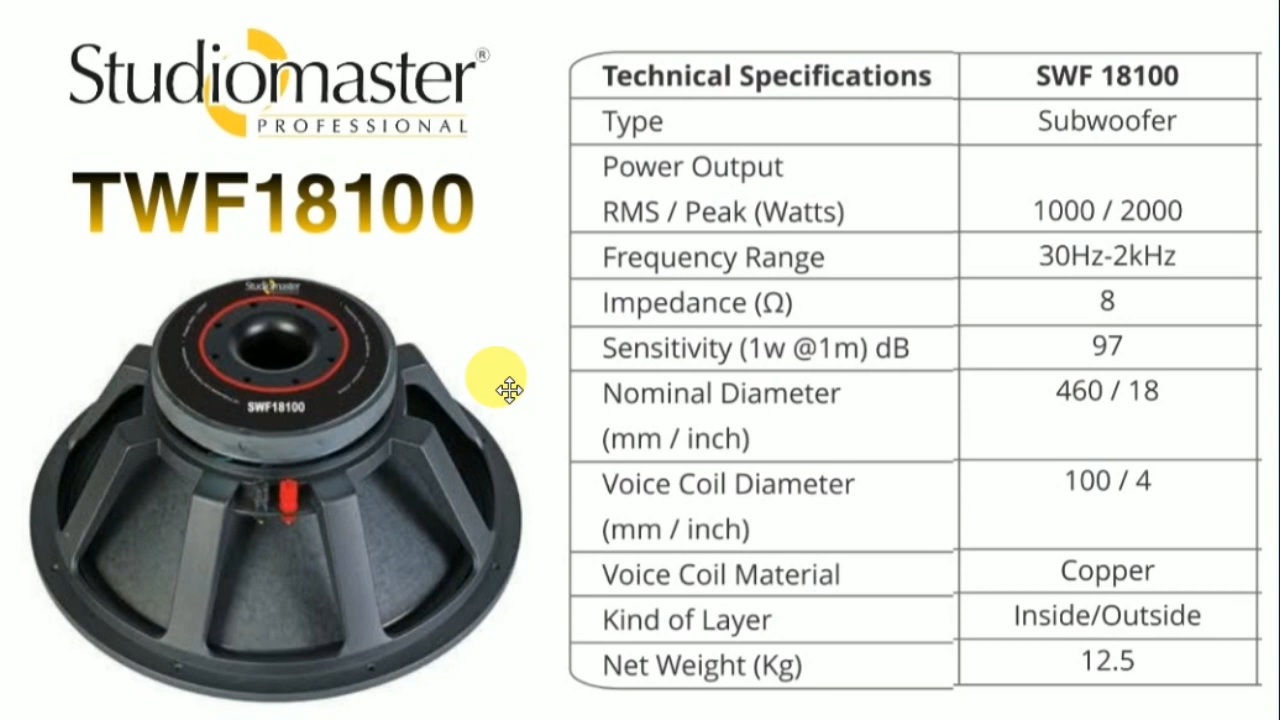 Studiomaster®
PROFESSIONAL
TWF18100
Studiomaster
SWF18100
Technical Specifications SWF 18100
Type Subwoofer
Power Output
RMS / Peak (Watts) 1000 / 2000
Frequency Range 30Hz-2kHz
Impedance (Ω) 8
Sensitivity (1w @1m) dB 97
Nominal Diameter 460 / 18
(mm / inch)
Voice Coil Diameter 100 / 4
(mm / inch)
Voice Coil Material Copper
Kind of Layer Inside/Outside
Net Weight (Kg) 12.5